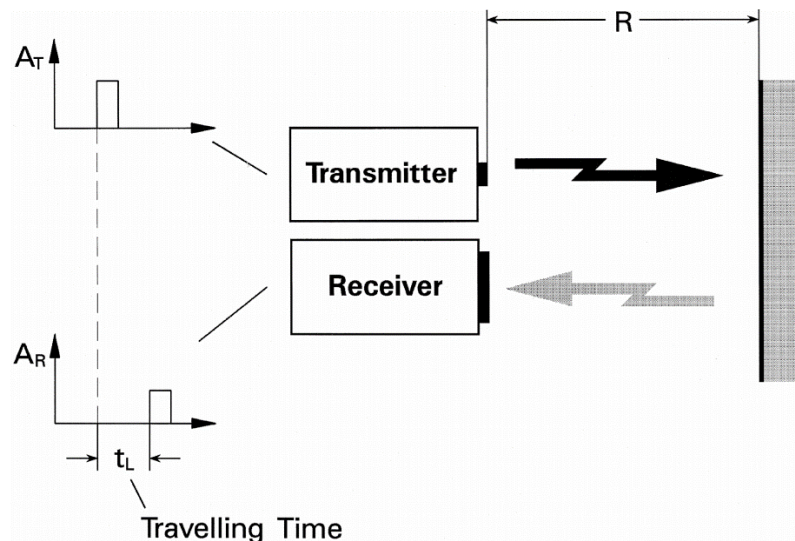 R
A_T
Transmitter
Receiver
A_R
t_L
Travelling Time